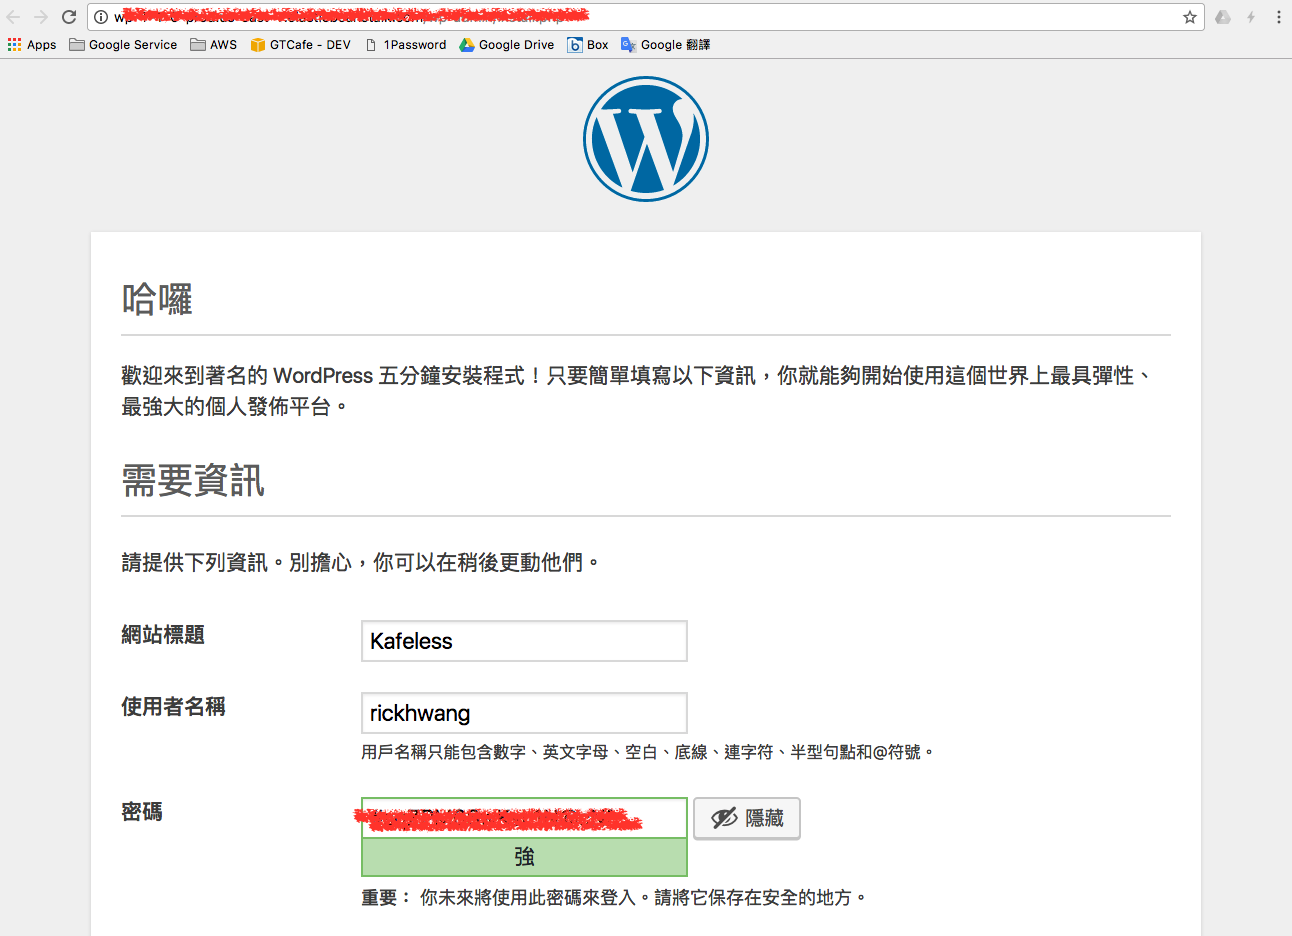 Apps Google Service AWS GTCafe - DEV 1Password Google Drive Box Google 翻譯
哈囉
歡迎來到著名的 WordPress 五分鐘安裝程式！只要簡單填寫以下資訊，你就能夠開始使用這個世界上最具彈性、
最強大的個人發佈平台。
需要資訊
請提供下列資訊。別擔心，你可以在稍後更動他們。
網站標題 Kafeless
使用者名稱 rickhwang
用戶名稱只能包含數字、英文字母、空白、底線、連字符、半型句點和@符號。
密碼 隱藏
強
重要： 你未來將使用此密碼來登入。請將它保存在安全的地方。